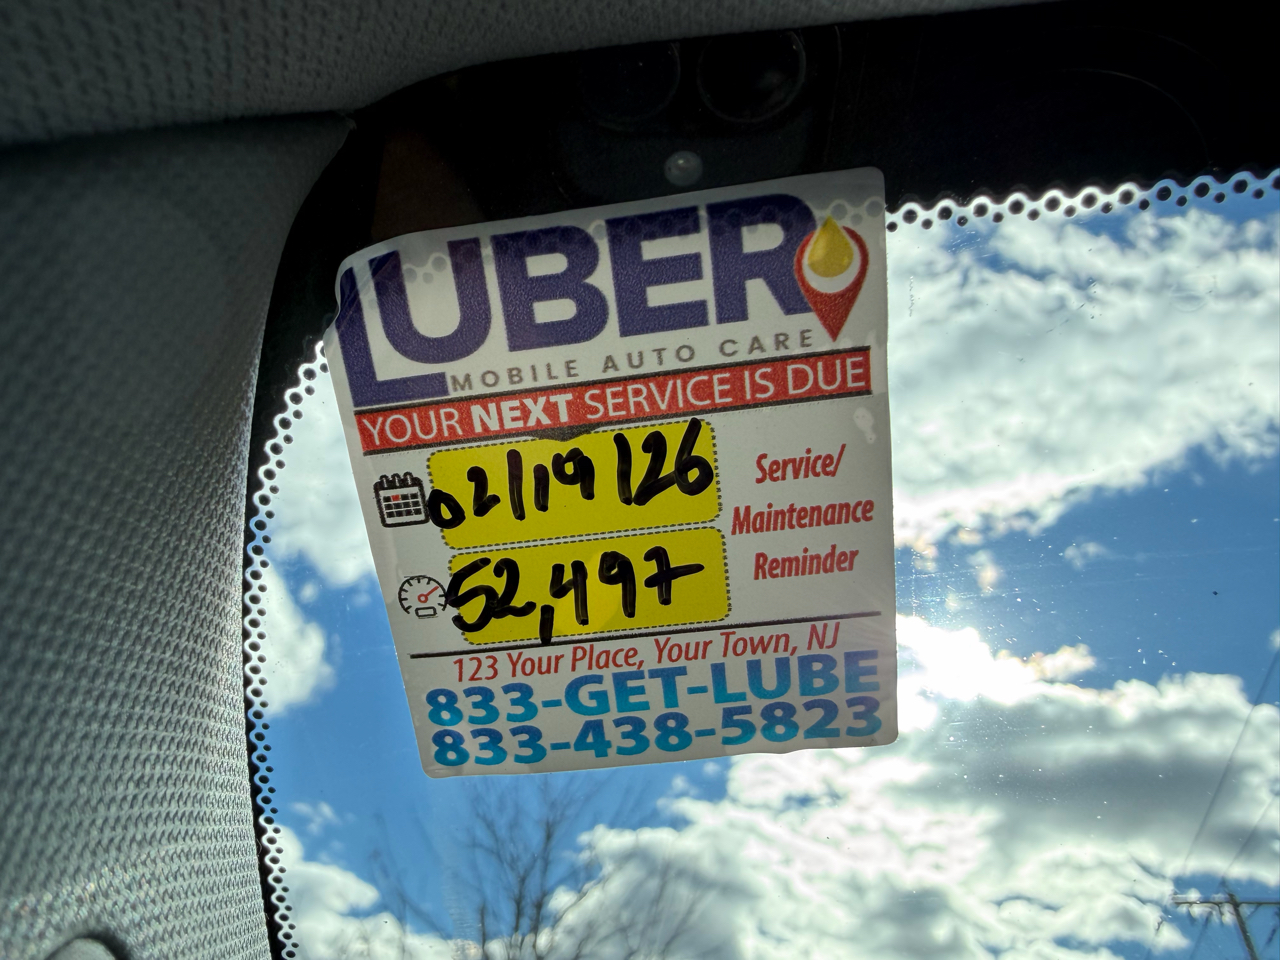 LUBER
MOBILE AUTO CARE
YOUR NEXT SERVICE IS DUE
02/19/26
52,497
Service/
Maintenance
Reminder
123 Your Place, Your Town, NJ
833-GET-LUBE
833-438-5823